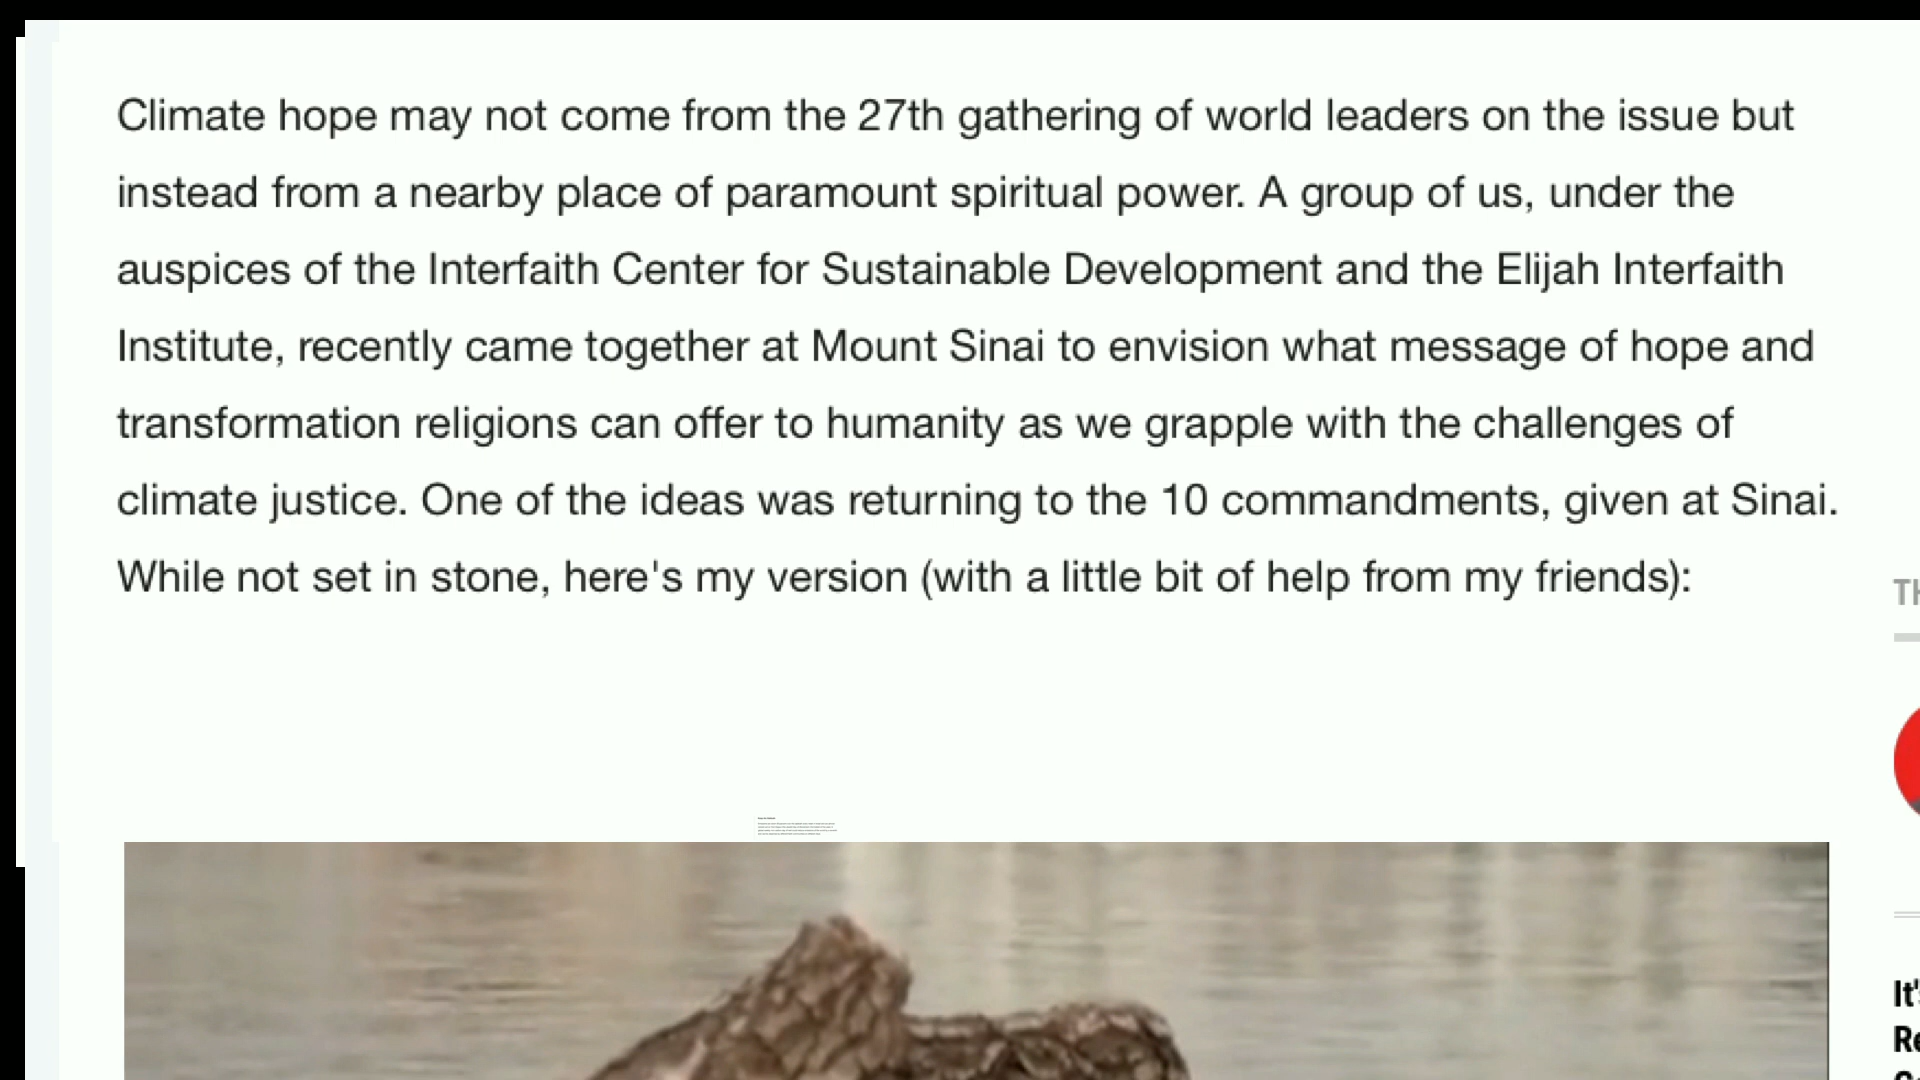 Climate hope may not come from the 27th gathering of world leaders on the issue but
instead from a nearby place of paramount spiritual power. A group of us, under the
auspices of the Interfaith Center for Sustainable Development and the Elijah Interfaith
Institute, recently came together at Mount Sinai to envision what message of hope and
transformation religions can offer to humanity as we grapple with the challenges of
climate justice. One of the ideas was returning to the 10 commandments, given at Sinai.
While not set in stone, here's my version (with a little bit of help from my friends):